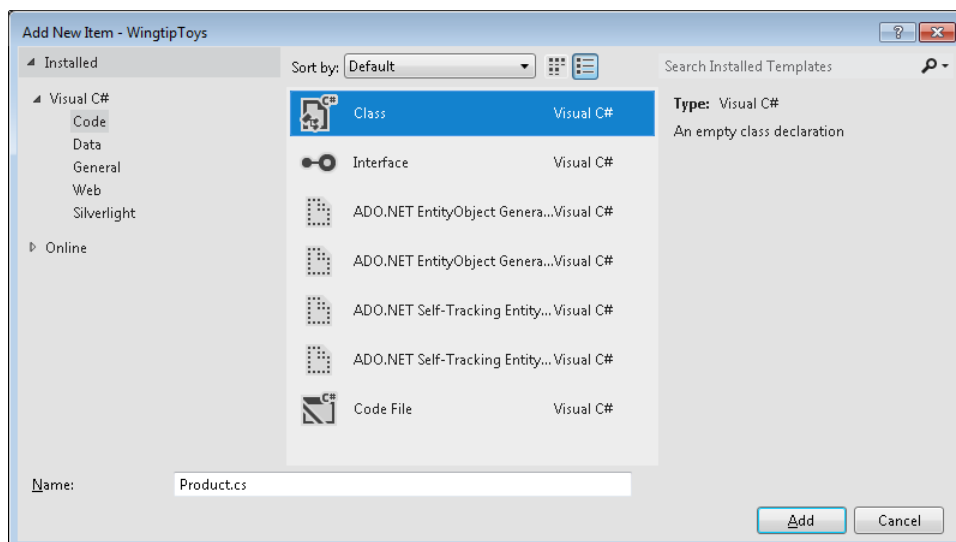 Add New Item - WingtipToys
Installed
Sort by: Default
Search Installed Templates
Visual C#
Code
Data
General
Web
Silverlight
Online
Class Visual C#
Interface Visual C#
ADO.NET EntityObject Genera...Visual C#
ADO.NET EntityObject Genera...Visual C#
ADO.NET Self-Tracking Entity... Visual C#
ADO.NET Self-Tracking Entity... Visual C#
Code File Visual C#
Type: Visual C#
An empty class declaration
Name: Product.cs
Add Cancel